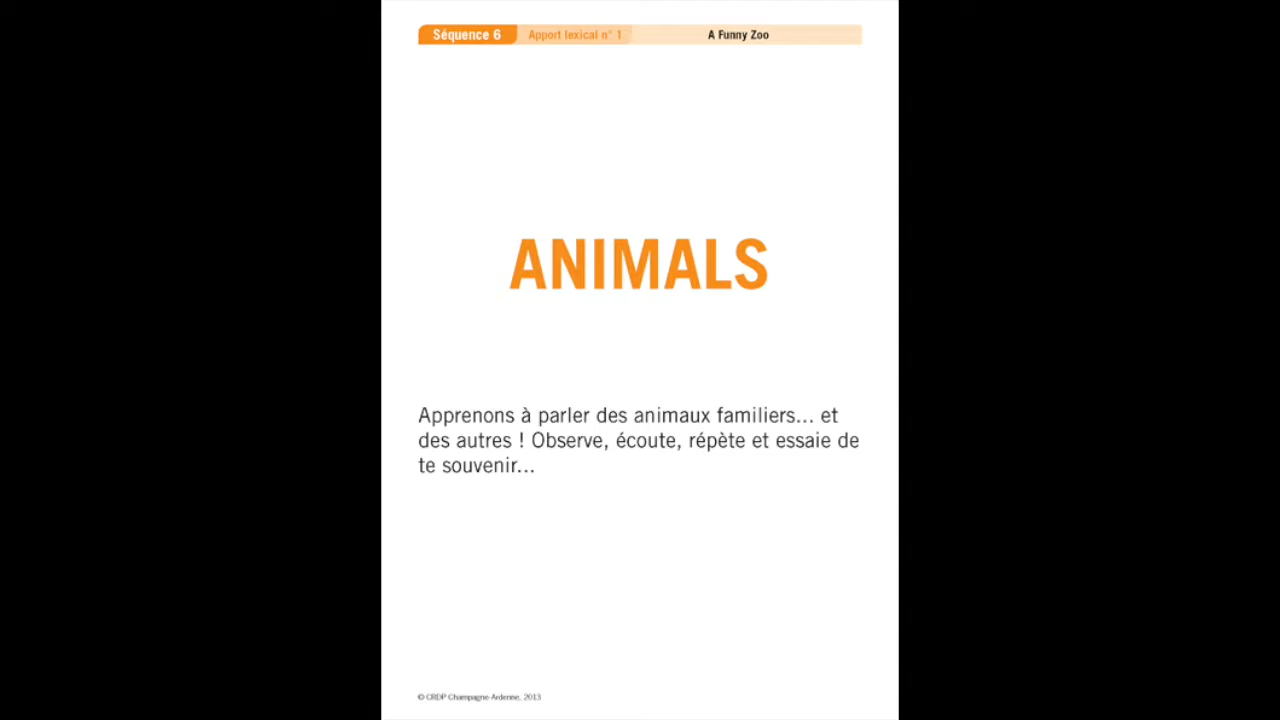 Séquence 6 Apport lexical n° 1 A Funny Zoo
ANIMALS
Apprenons à parler des animaux familiers... et
des autres ! Observe, écoute, répète et essaie de
te souvenir...
© CRDP Champagne-Ardenne, 2013